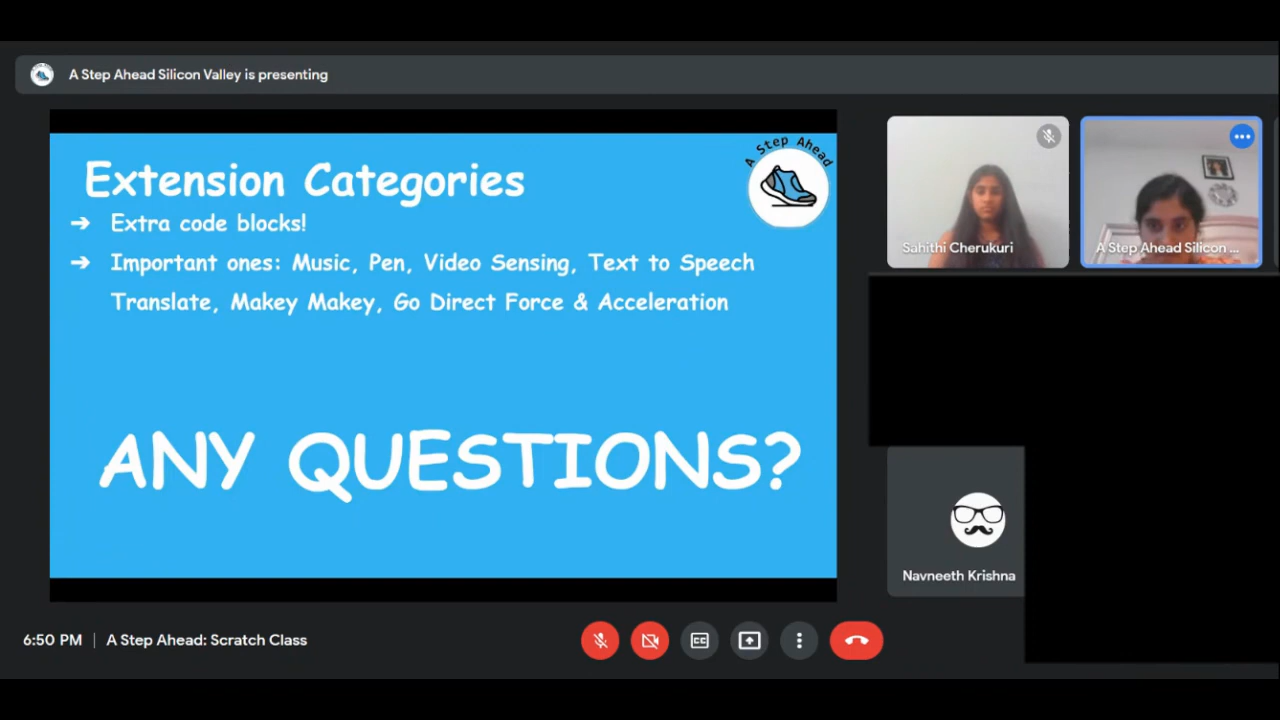 A Step Ahead Silicon Valley is presenting
Extension Categories
A Step Ahead
➔ Extra code blocks!
➔ Important ones: Music, Pen, Video Sensing, Text to Speech
Translate, Makey Makey, Go Direct Force & Acceleration
ANY QUESTIONS?
Sahithi Cherukuri
A Step Ahead Silicon ...
Navneeth Krishna
6:50 PM | A Step Ahead: Scratch Class
CC